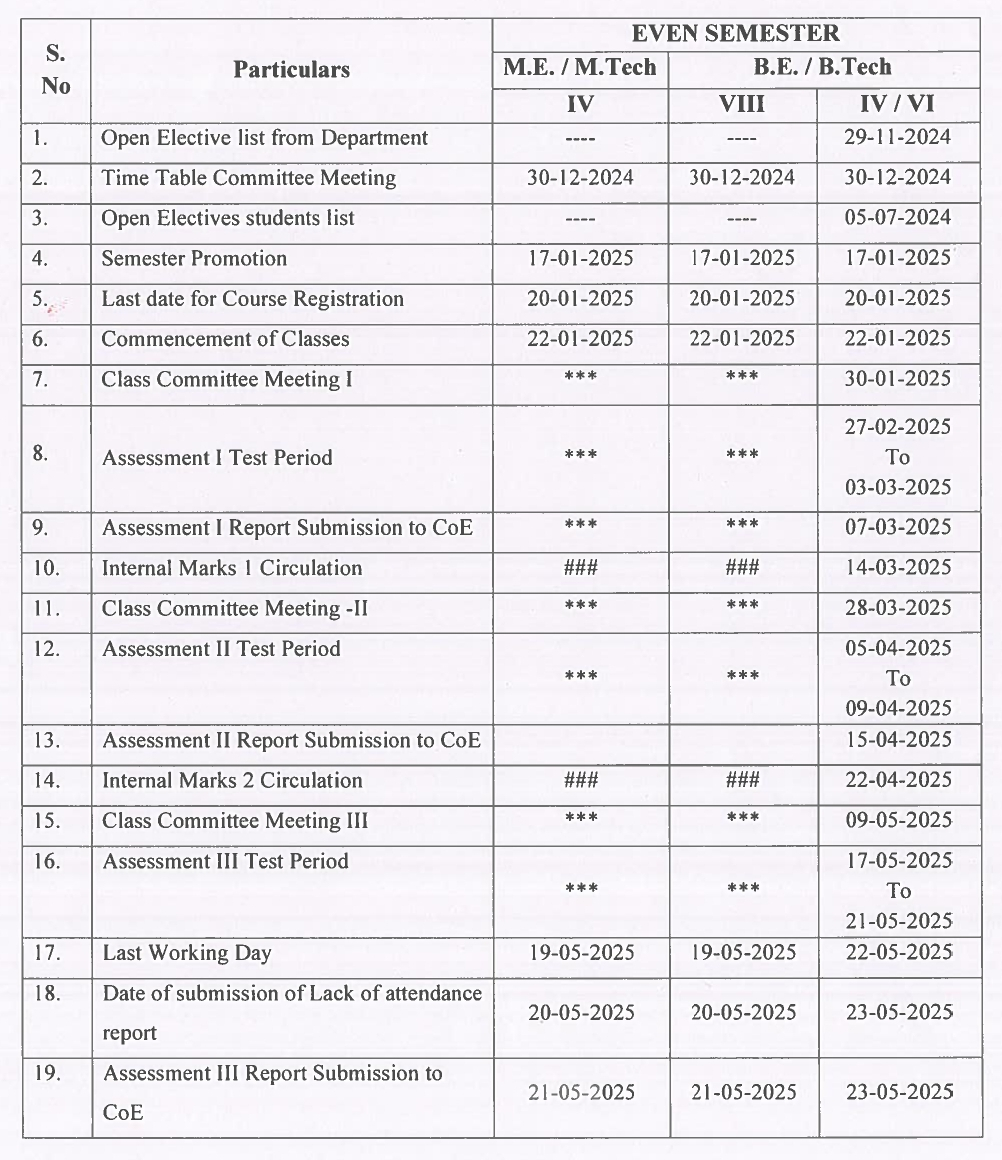 S. No Particulars EVEN SEMESTER
M.E. / M.Tech B.E. / B.Tech
IV VIII IV / VI
1. Open Elective list from Department ---- ---- 29-11-2024
2. Time Table Committee Meeting 30-12-2024 30-12-2024 30-12-2024
3. Open Electives students list ---- ---- 05-07-2024
4. Semester Promotion 17-01-2025 17-01-2025 17-01-2025
5. Last date for Course Registration 20-01-2025 20-01-2025 20-01-2025
6. Commencement of Classes 22-01-2025 22-01-2025 22-01-2025
7. Class Committee Meeting I *** *** 30-01-2025
8. Assessment I Test Period *** *** 27-02-2025
To
03-03-2025
9. Assessment I Report Submission to CoE *** *** 07-03-2025
10. Internal Marks 1 Circulation ### ### 14-03-2025
11. Class Committee Meeting -II *** *** 28-03-2025
12. Assessment II Test Period *** *** 05-04-2025
To
09-04-2025
13. Assessment II Report Submission to CoE 15-04-2025
14. Internal Marks 2 Circulation ### ### 22-04-2025
15. Class Committee Meeting III *** *** 09-05-2025
16. Assessment III Test Period *** *** 17-05-2025
To
21-05-2025
17. Last Working Day 19-05-2025 19-05-2025 22-05-2025
18. Date of submission of Lack of attendance
report 20-05-2025 20-05-2025 23-05-2025
19. Assessment III Report Submission to
CoE 21-05-2025 21-05-2025 23-05-2025